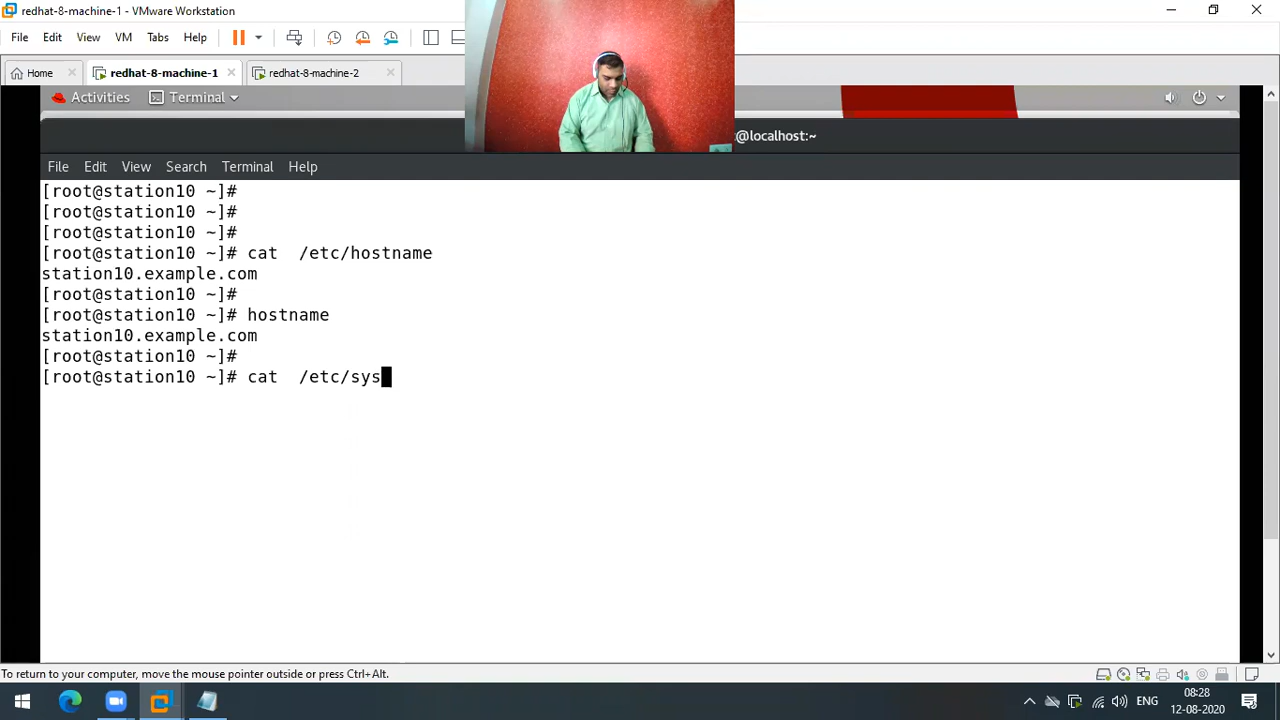 redhat-8-machine-1 - VMware Workstation
File Edit View VM Tabs Help
Home redhat-8-machine-1 redhat-8-machine-2
Activities Terminal
@localhost:~
File Edit View Search Terminal Help
[root@station10 ~]#
[root@station10 ~]#
[root@station10 ~]#
[root@station10 ~]# cat  /etc/hostname
station10.example.com
[root@station10 ~]#
[root@station10 ~]# hostname
station10.example.com
[root@station10 ~]#
[root@station10 ~]# cat  /etc/sys
To return to your computer, move the mouse pointer outside or press Ctrl+Alt.
ENG
08:28
12-08-2020